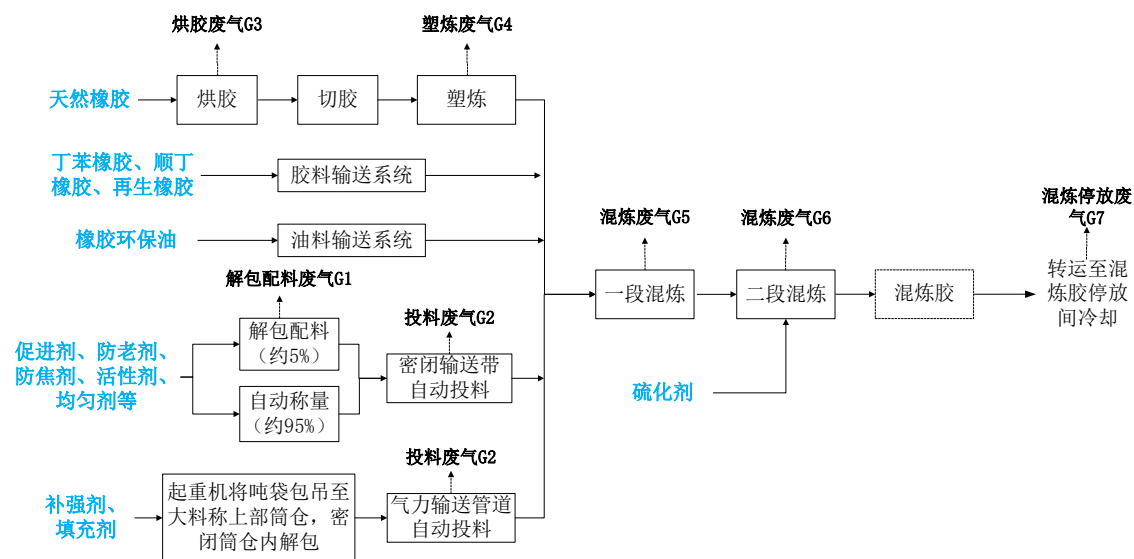 烘胶废气G3
塑炼废气G4
天然橡胶
烘胶
切胶
塑炼
丁苯橡胶、顺丁
橡胶、再生橡胶
胶料输送系统
橡胶环保油
油料输送系统
混炼废气G5
混炼废气G6
混炼停放废
气G7
一段混炼
二段混炼
混炼胶
转运至混
炼胶停放
间冷却
硫化剂
解包配料废气G1
投料废气G2
促进剂、防老剂、
防焦剂、活性剂、
均匀剂等
解包配料
（约5%）
自动称量
（约95%）
密闭输送带
自动投料
投料废气G2
补强剂、
填充剂
起重机将吨袋包吊至
大料称上部筒仓，密
闭筒仓内解包
气力输送管道
自动投料